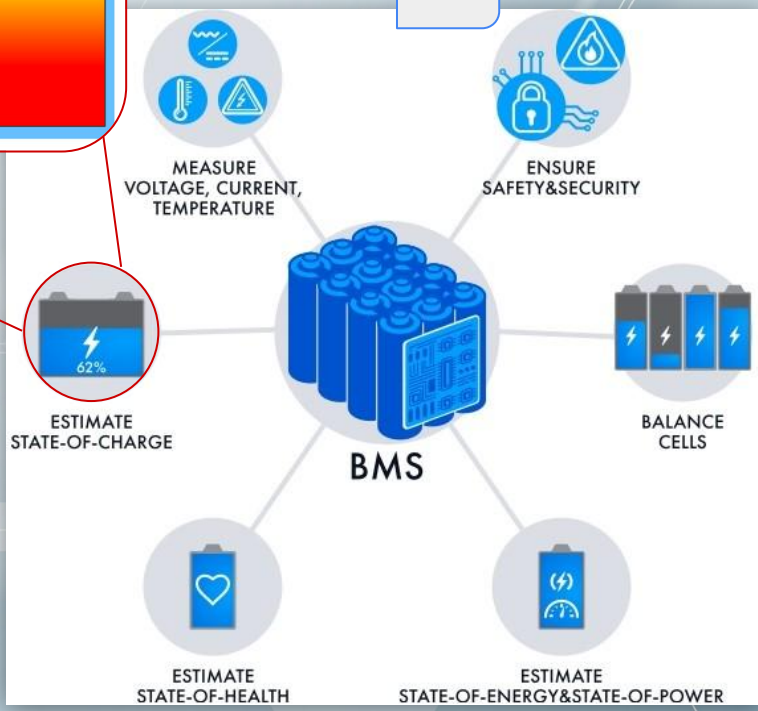 MEASURE
VOLTAGE, CURRENT,
TEMPERATURE
ENSURE
SAFETY&SECURITY
62%
ESTIMATE
STATE-OF-CHARGE
BALANCE
CELLS
BMS
ESTIMATE
STATE-OF-HEALTH
ESTIMATE
STATE-OF-ENERGY&STATE-OF-POWER